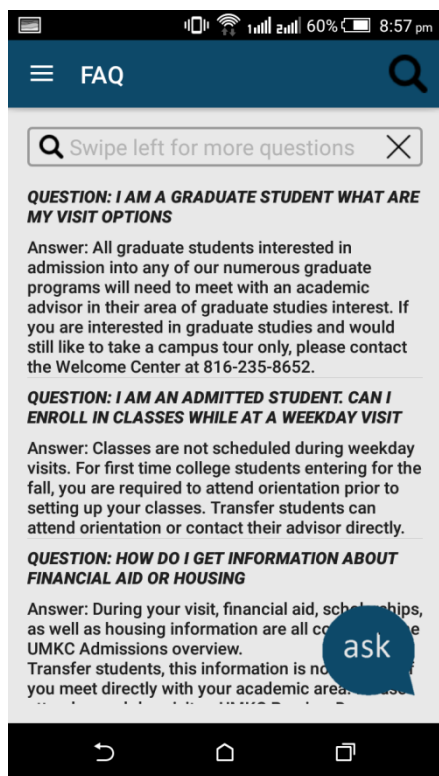 60% 8:57 pm
FAQ
Swipe left for more questions
QUESTION: I AM A GRADUATE STUDENT WHAT ARE
MY VISIT OPTIONS
Answer: All graduate students interested in
admission into any of our numerous graduate
programs will need to meet with an academic
advisor in their area of graduate studies interest. If
you are interested in graduate studies and would
still like to take a campus tour only, please contact
the Welcome Center at 816-235-8652.
QUESTION: I AM AN ADMITTED STUDENT. CAN I
ENROLL IN CLASSES WHILE AT A WEEKDAY VISIT
Answer: Classes are not scheduled during weekday
visits. For first time college students entering for the
fall, you are required to attend orientation prior to
setting up your classes. Transfer students can
attend orientation or contact their advisor directly.
QUESTION: HOW DO I GET INFORMATION ABOUT
FINANCIAL AID OR HOUSING
Answer: During your visit, financial aid,
as well as housing information are all
UMKC Admissions overview.
Transfer students, this information is
you meet directly with your academic
ask